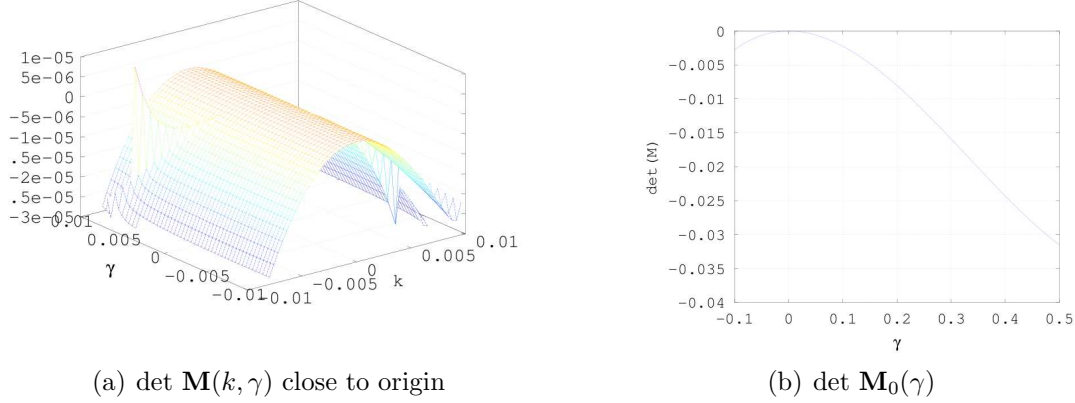 1e-05
5e-06
0
-5e-06
-1e-05
.5e-05
-2e-05
.5e-05
-3e-05
0.01
0.005
0
-0.005
-0.01
γ
-0.01
-0.005
0
0.005
0.01
k
(a) det M(k, γ) close to origin
0
-0.005
-0.01
-0.015
-0.02
-0.025
-0.03
-0.035
-0.04
det (M)
-0.1 0 0.1 0.2 0.3 0.4 0.5
γ
(b) det M₀(γ)